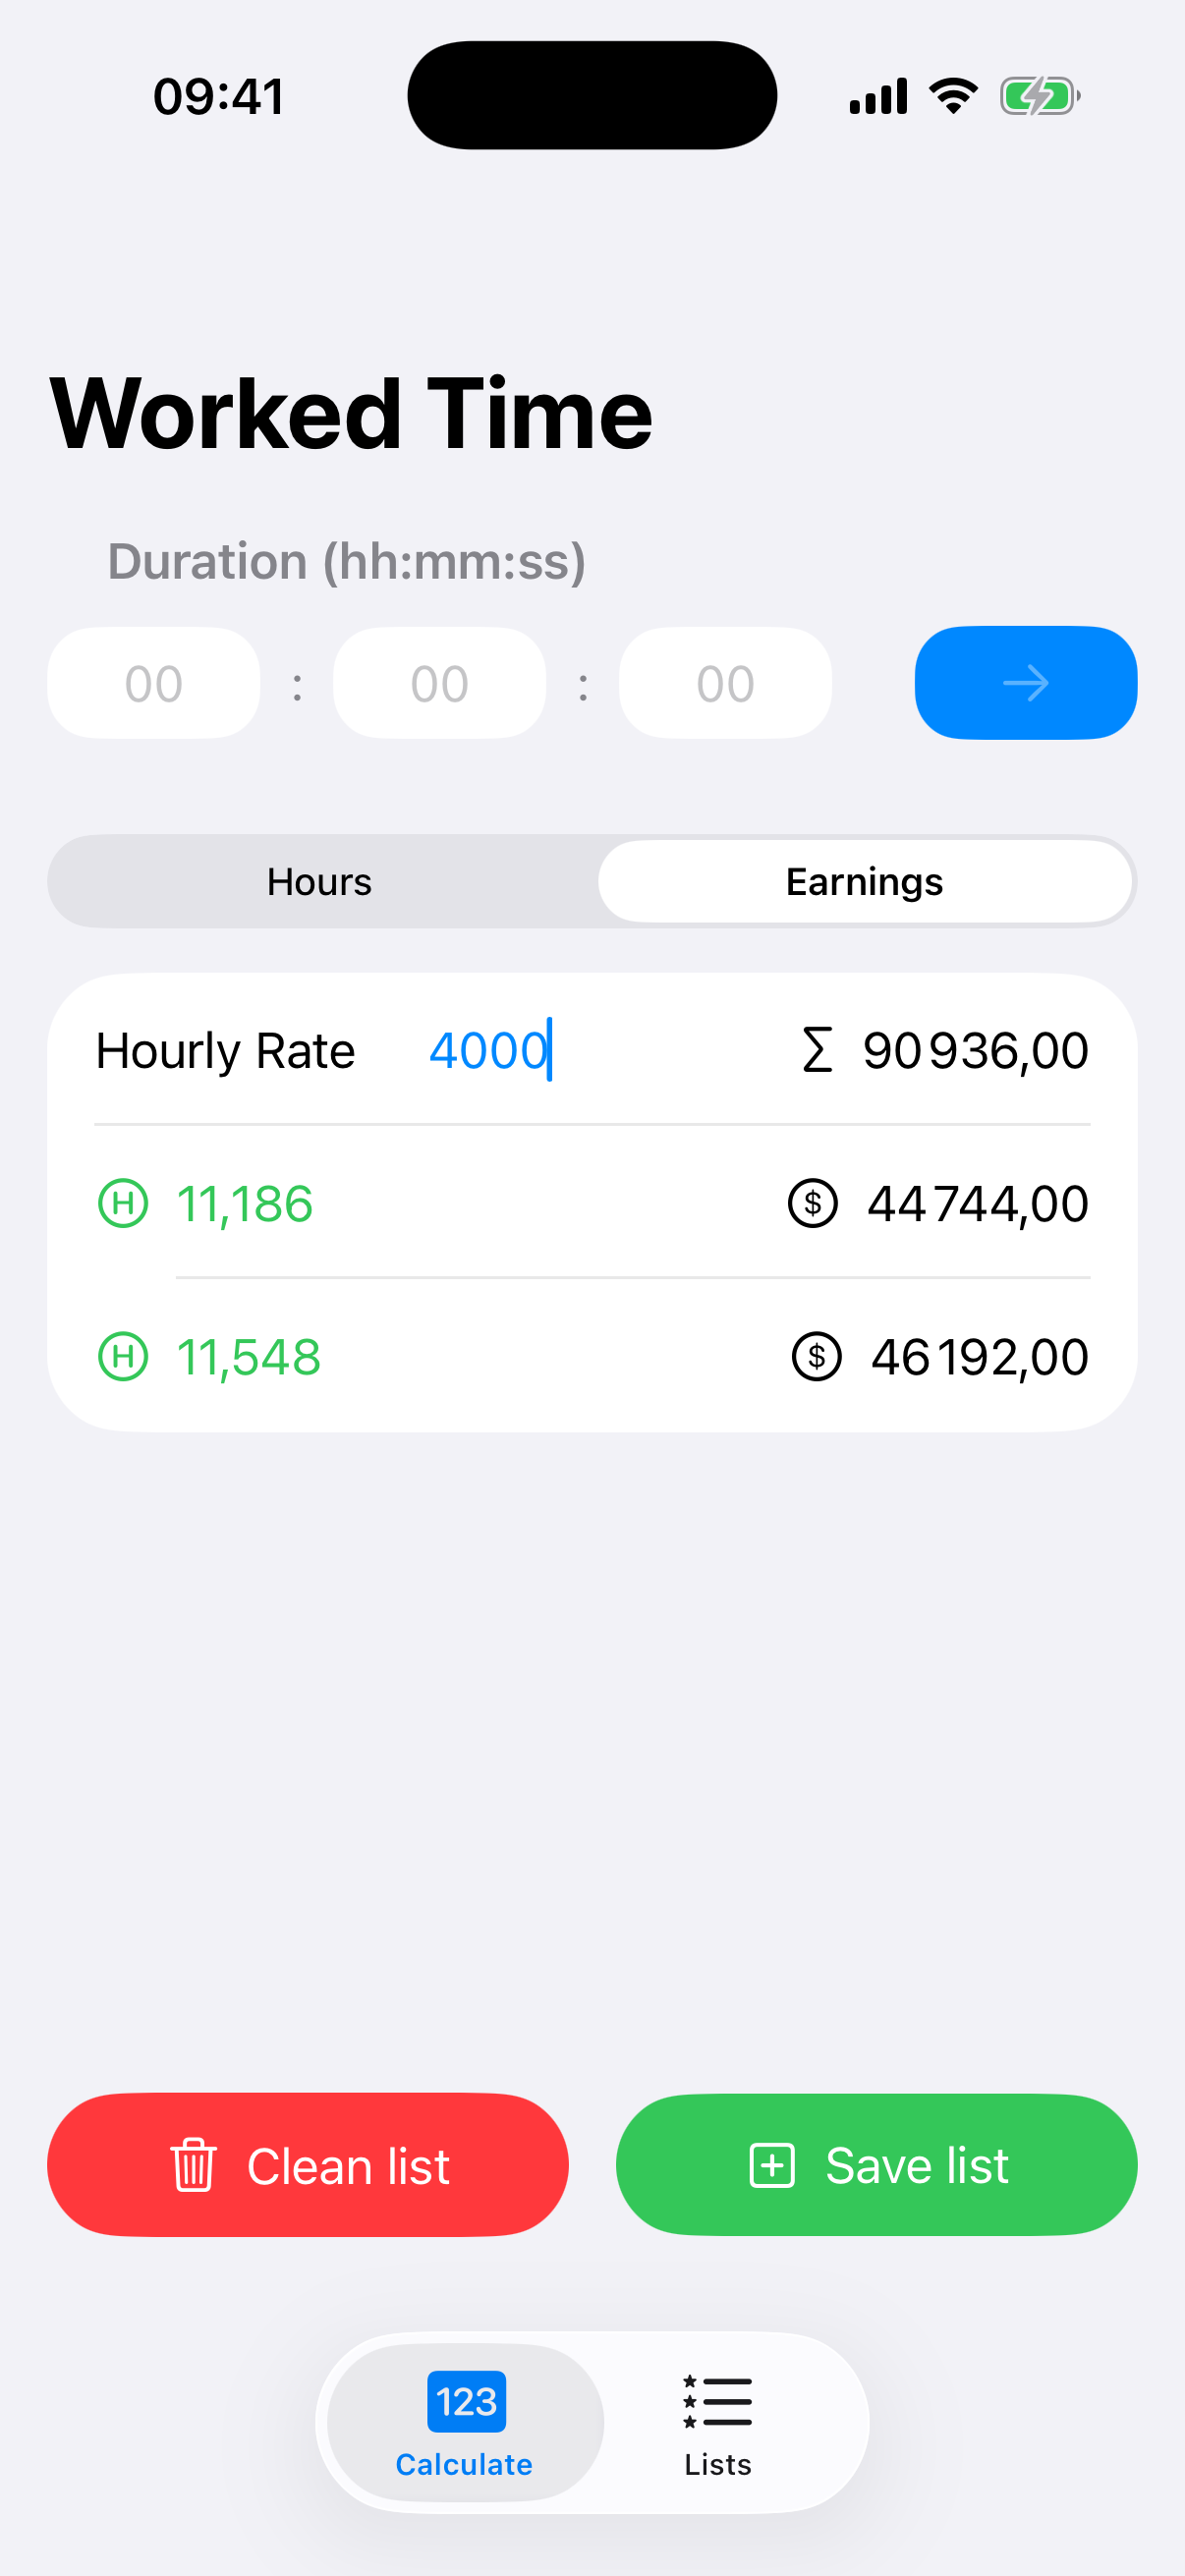 09:41
Worked Time
Duration (hh:mm:ss)
00 : 00 : 00
Hours Earnings
Hourly Rate 4000 Σ 90 936,00
H 11,186 $ 44 744,00
H 11,548 $ 46 192,00
Clean list Save list
123
Calculate Lists